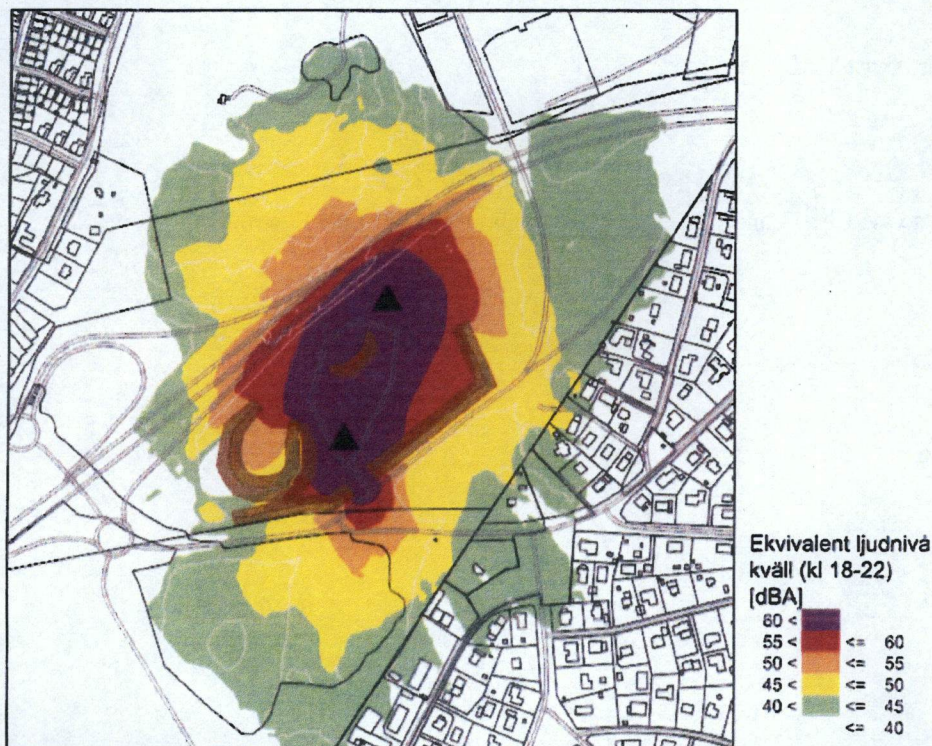 Ekvivalent ljudnivå
kväll (kl 18-22)
[dBA]
60 <
55 < <= 60
50 < <= 55
45 < <= 50
40 < <= 45
<= 40